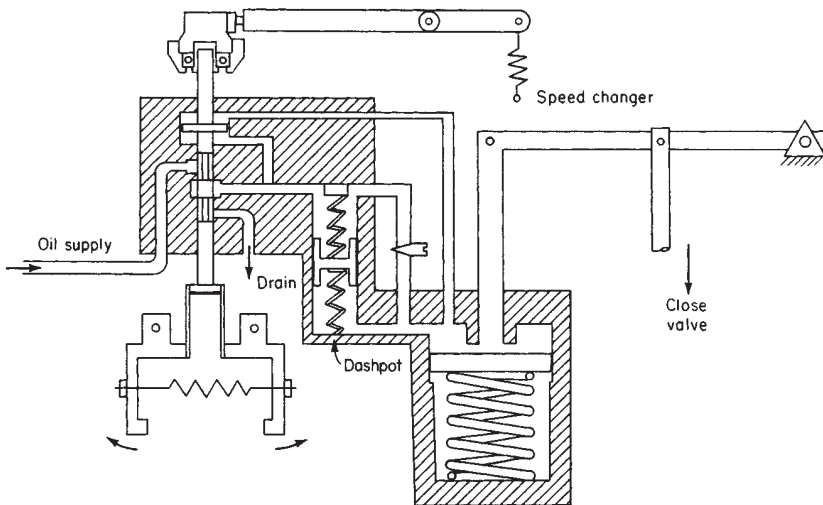 Speed changer
Oil supply
Drain
Close
valve
Dashpot